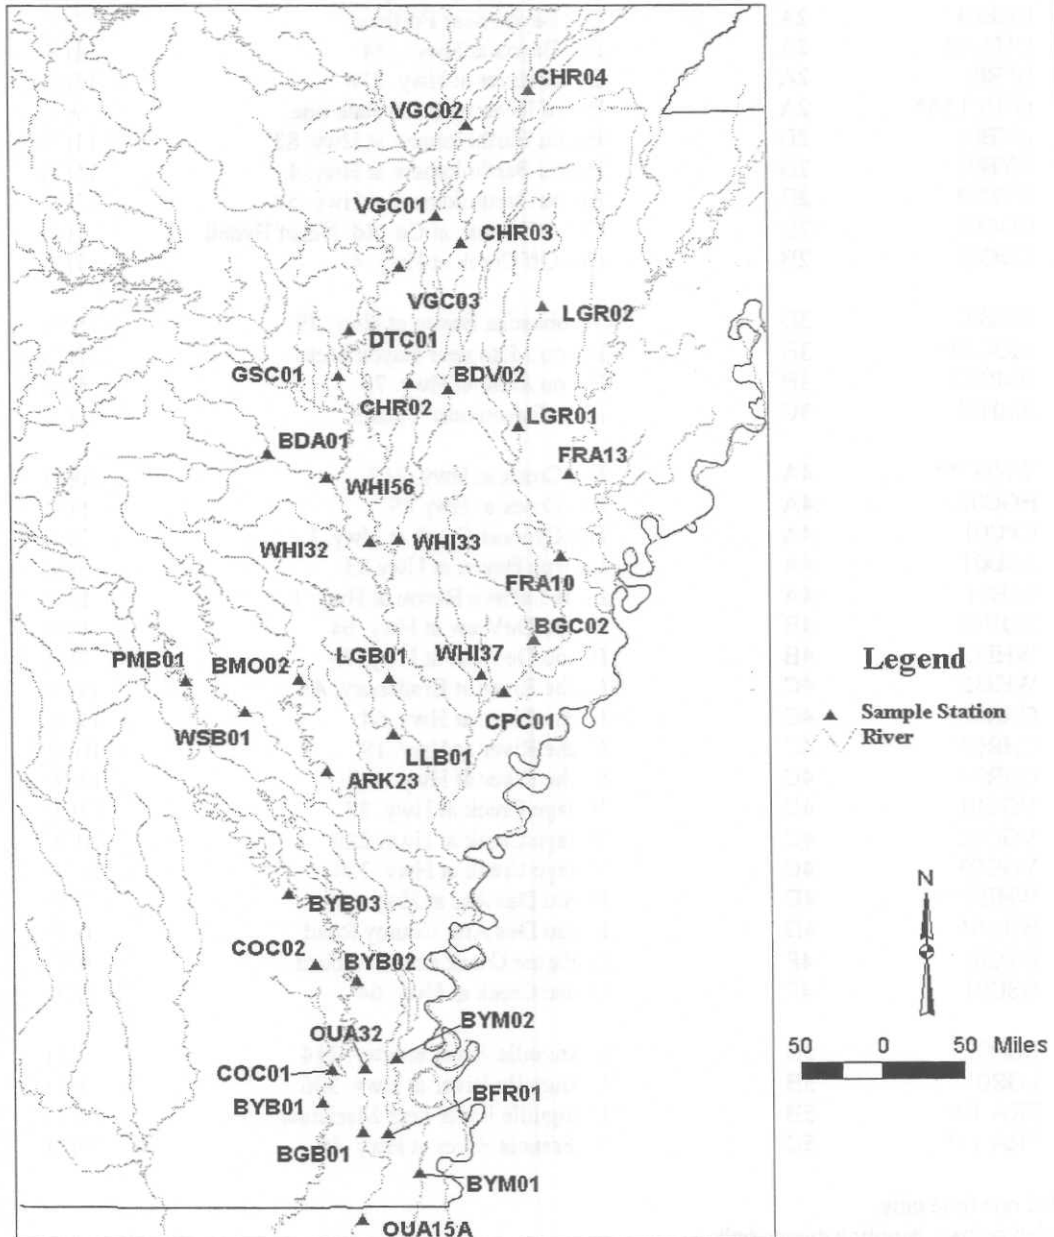 CHR04
VGC02
VGC01
CHR03
VGC03
LGR02
DTC01
GSC01
BDV02
CHR02
LGR01
BDA01
FRA13
WHI56
WHI32
WHI33
FRA10
BGC02
PMB01
BMO02
LGB01
WHI37
WSB01
CPC01
LLB01
ARK23
BYB03
COC02
BYB02
BYM02
OUA32
COC01
BYB01
BFR01
BGB01
BYM01
OUA15A
Legend
Sample Station
River
N
50 0 50 Miles